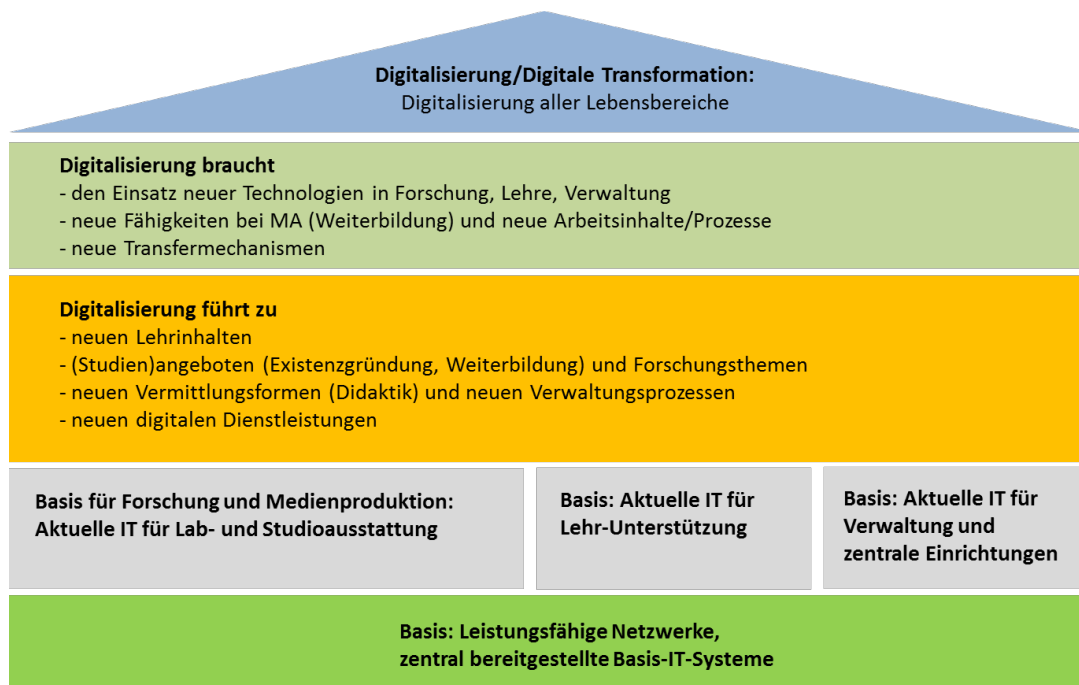 Digitalisierung/Digitale Transformation:
Digitalisierung aller Lebensbereiche
Digitalisierung braucht
- den Einsatz neuer Technologien in Forschung, Lehre, Verwaltung
- neue Fähigkeiten bei MA (Weiterbildung) und neue Arbeitsinhalte/Prozesse
- neue Transfermechanismen
Digitalisierung führt zu
- neuen Lehrinhalten
- (Studien)angeboten (Existenzgründung, Weiterbildung) und Forschungsthemen
- neuen Vermittlungsformen (Didaktik) und neuen Verwaltungsprozessen
- neuen digitalen Dienstleistungen
Basis für Forschung und Medienproduktion:
Aktuelle IT für Lab- und Studioausstattung
Basis: Aktuelle IT für
Lehr-Unterstützung
Basis: Aktuelle IT für
Verwaltung und
zentrale Einrichtungen
Basis: Leistungsfähige Netzwerke,
zentral bereitgestellte Basis-IT-Systeme